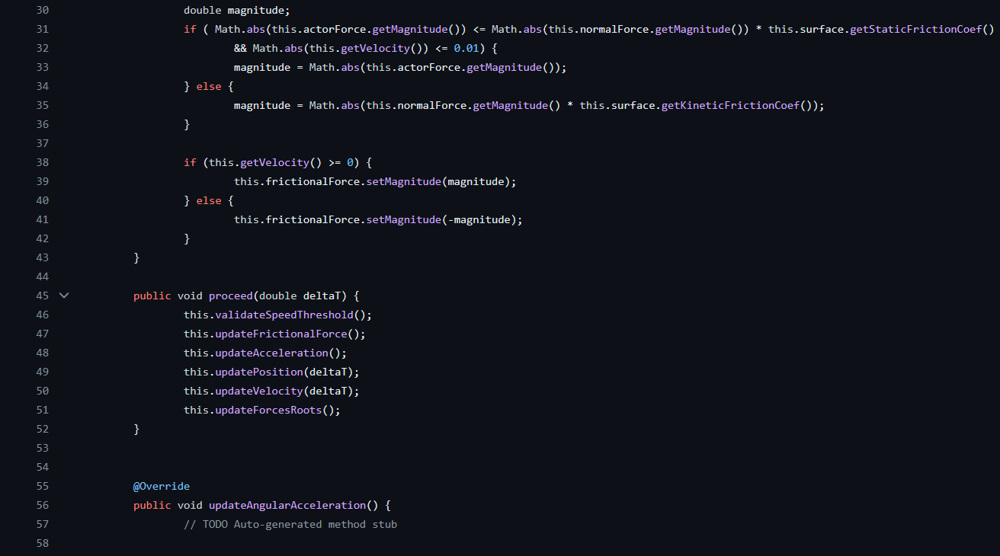 30 double magnitude;
31 if ( Math.abs(this.actorForce.getMagnitude()) <= Math.abs(this.normalForce.getMagnitude()) * this.surface.getStaticFrictionCoef()
32 && Math.abs(this.getVelocity()) <= 0.01) {
33 magnitude = Math.abs(this.actorForce.getMagnitude());
34 } else {
35 magnitude = Math.abs(this.normalForce.getMagnitude() * this.surface.getKineticFrictionCoef());
36 }
37
38 if (this.getVelocity() >= 0) {
39 this.frictionalForce.setMagnitude(magnitude);
40 } else {
41 this.frictionalForce.setMagnitude(-magnitude);
42 }
43 }
44
45 public void proceed(double deltaT) {
46 this.validateSpeedThreshold();
47 this.updateFrictionalForce();
48 this.updateAcceleration();
49 this.updatePosition(deltaT);
50 this.updateVelocity(deltaT);
51 this.updateForcesRoots();
52 }
53
54
55 @Override
56 public void updateAngularAcceleration() {
57 // TODO Auto-generated method stub
58